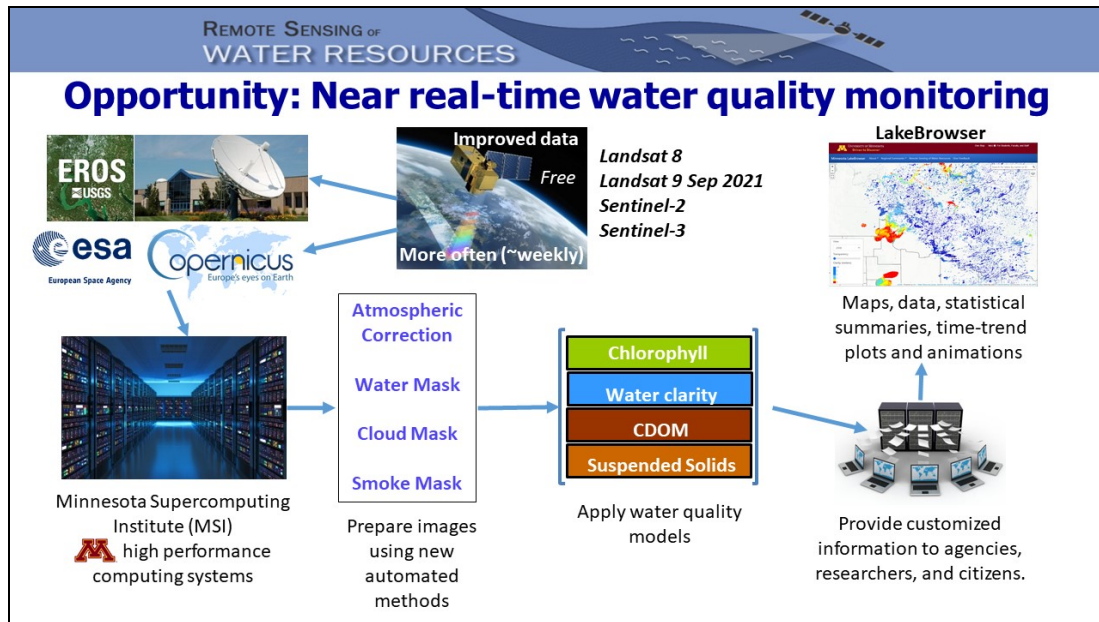 REMOTE SENSING OF
WATER RESOURCES
Opportunity: Near real-time water quality monitoring
EROS
USGS
esa
European Space Agency
Copernicus
Europe's eyes on Earth
Improved data
Free
More often (~weekly)
Landsat 8
Landsat 9 Sep 2021
Sentinel-2
Sentinel-3
LakeBrowser
Maps, data, statistical
summaries, time-trend
plots and animations
Minnesota Supercomputing
Institute (MSI)
M high performance
computing systems
Atmospheric
Correction
Water Mask
Cloud Mask
Smoke Mask
Prepare images
using new
automated
methods
Chlorophyll
Water clarity
CDOM
Suspended Solids
Apply water quality
models
Provide customized
information to agencies,
researchers, and citizens.